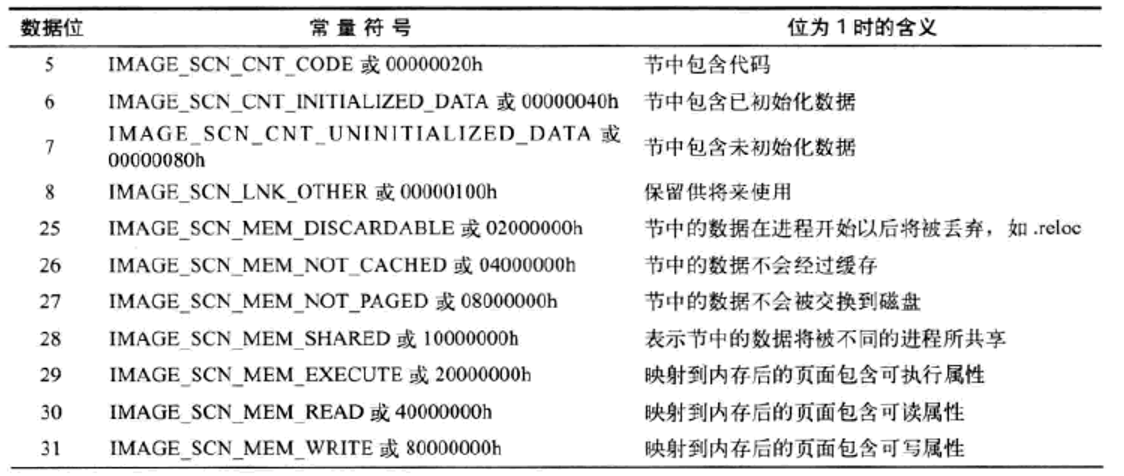 数据位 常量符号 位为1时的含义
5 IMAGE_SCN_CNT_CODE 或 00000020h 节中包含代码
6 IMAGE_SCN_CNT_INITIALIZED_DATA 或 00000040h 节中包含已初始化数据
7 IMAGE_SCN_CNT_UNINITIALIZED_DATA 或 节中包含未初始化数据
00000080h
8 IMAGE_SCN_LNK_OTHER 或 00000100h 保留供将来使用
25 IMAGE_SCN_MEM_DISCARDABLE 或 02000000h 节中的数据在进程开始以后将被丢弃，如 .reloc
26 IMAGE_SCN_MEM_NOT_CACHED 或 04000000h 节中的数据不会经过缓存
27 IMAGE_SCN_MEM_NOT_PAGED 或 08000000h 节中的数据不会被交换到磁盘
28 IMAGE_SCN_MEM_SHARED 或 10000000h 表示节中的数据将被不同的进程所共享
29 IMAGE_SCN_MEM_EXECUTE 或 20000000h 映射到内存后的页面包含可执行属性
30 IMAGE_SCN_MEM_READ 或 40000000h 映射到内存后的页面包含可读属性
31 IMAGE_SCN_MEM_WRITE 或 80000000h 映射到内存后的页面包含可写属性